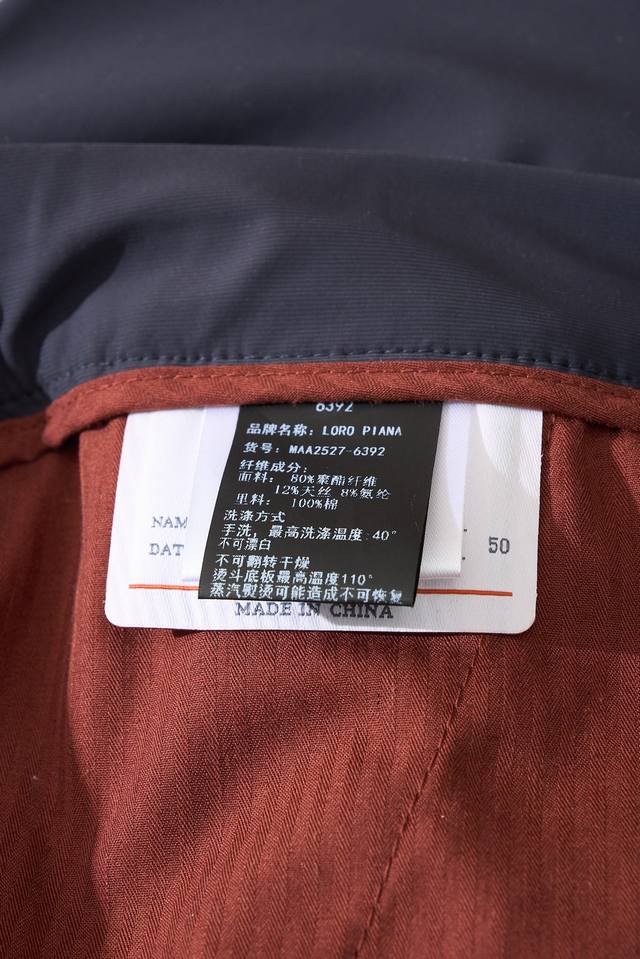 6392
品牌名称: LORO PIANA
货号: MAA2527-6392
纤维成分:
面料: 80%聚酯纤维
12%天丝 8%氨纶
里料: 100%棉
洗涤方式
手洗, 最高洗涤温度 40°
不可漂白
不可翻转干燥
熨斗底板最高温度110°
蒸汽熨烫可能造成不可恢复
NAM
DAT
50
MADE IN CHINA